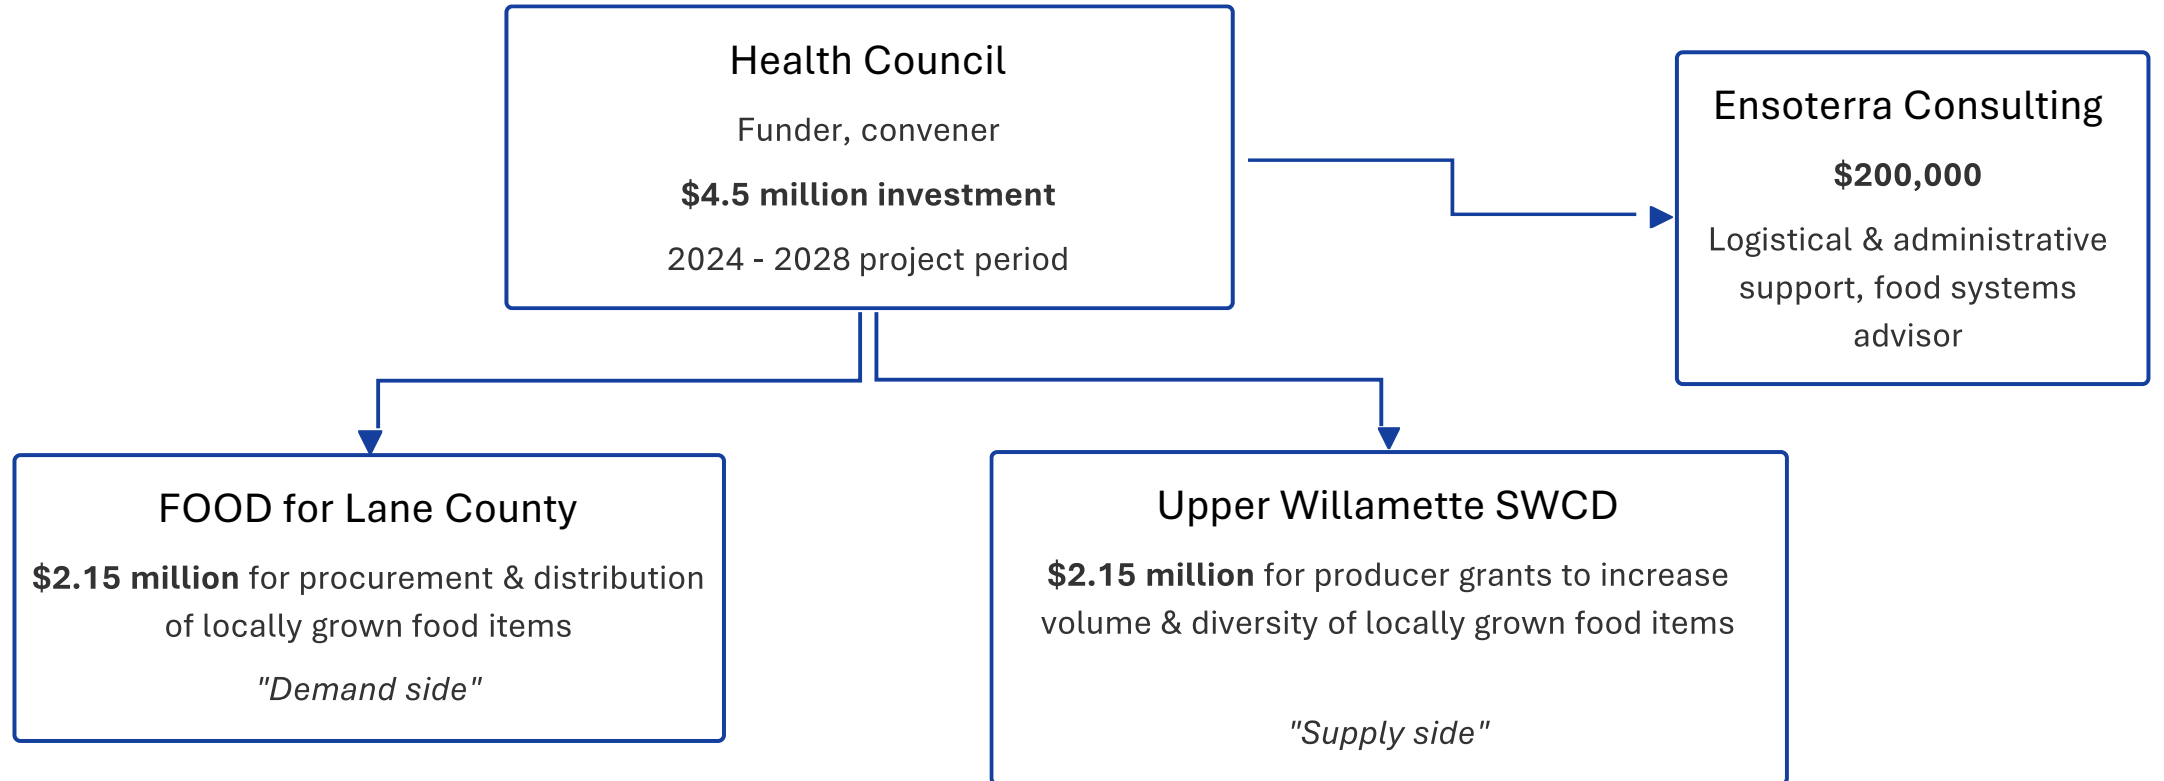 Health Council
Funder, convener
$4.5 million investment
2024 - 2028 project period
Ensoterra Consulting
$200,000
Logistical & administrative
support, food systems
advisor
FOOD for Lane County
$2.15 million for procurement & distribution
of locally grown food items
"Demand side"
Upper Willamette SWCD
$2.15 million for producer grants to increase
volume & diversity of locally grown food items
"Supply side"